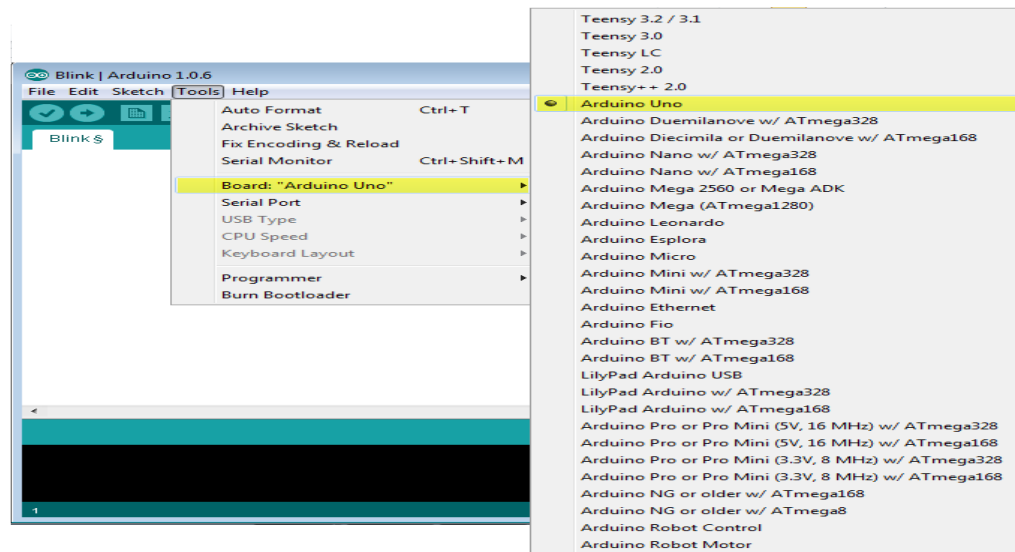 Blink | Arduino 1.0.6
File Edit Sketch Tools Help
Blink §
Auto Format Ctrl+T
Archive Sketch
Fix Encoding & Reload
Serial Monitor Ctrl+Shift+M
Board: "Arduino Uno"
Serial Port
USB Type
CPU Speed
Keyboard Layout
Programmer
Burn Bootloader
1
Teensy 3.2 / 3.1
Teensy 3.0
Teensy LC
Teensy 2.0
Teensy++ 2.0
Arduino Uno
Arduino Duemilanove w/ ATmega328
Arduino Diecimila or Duemilanove w/ ATmega168
Arduino Nano w/ ATmega328
Arduino Nano w/ ATmega168
Arduino Mega 2560 or Mega ADK
Arduino Mega (ATmega1280)
Arduino Leonardo
Arduino Esplora
Arduino Micro
Arduino Mini w/ ATmega328
Arduino Mini w/ ATmega168
Arduino Ethernet
Arduino Fio
Arduino BT w/ ATmega328
Arduino BT w/ ATmega168
LilyPad Arduino USB
LilyPad Arduino w/ ATmega328
LilyPad Arduino w/ ATmega168
Arduino Pro or Pro Mini (5V, 16 MHz) w/ ATmega328
Arduino Pro or Pro Mini (5V, 16 MHz) w/ ATmega168
Arduino Pro or Pro Mini (3.3V, 8 MHz) w/ ATmega328
Arduino Pro or Pro Mini (3.3V, 8 MHz) w/ ATmega168
Arduino NG or older w/ ATmega168
Arduino NG or older w/ ATmega8
Arduino Robot Control
Arduino Robot Motor